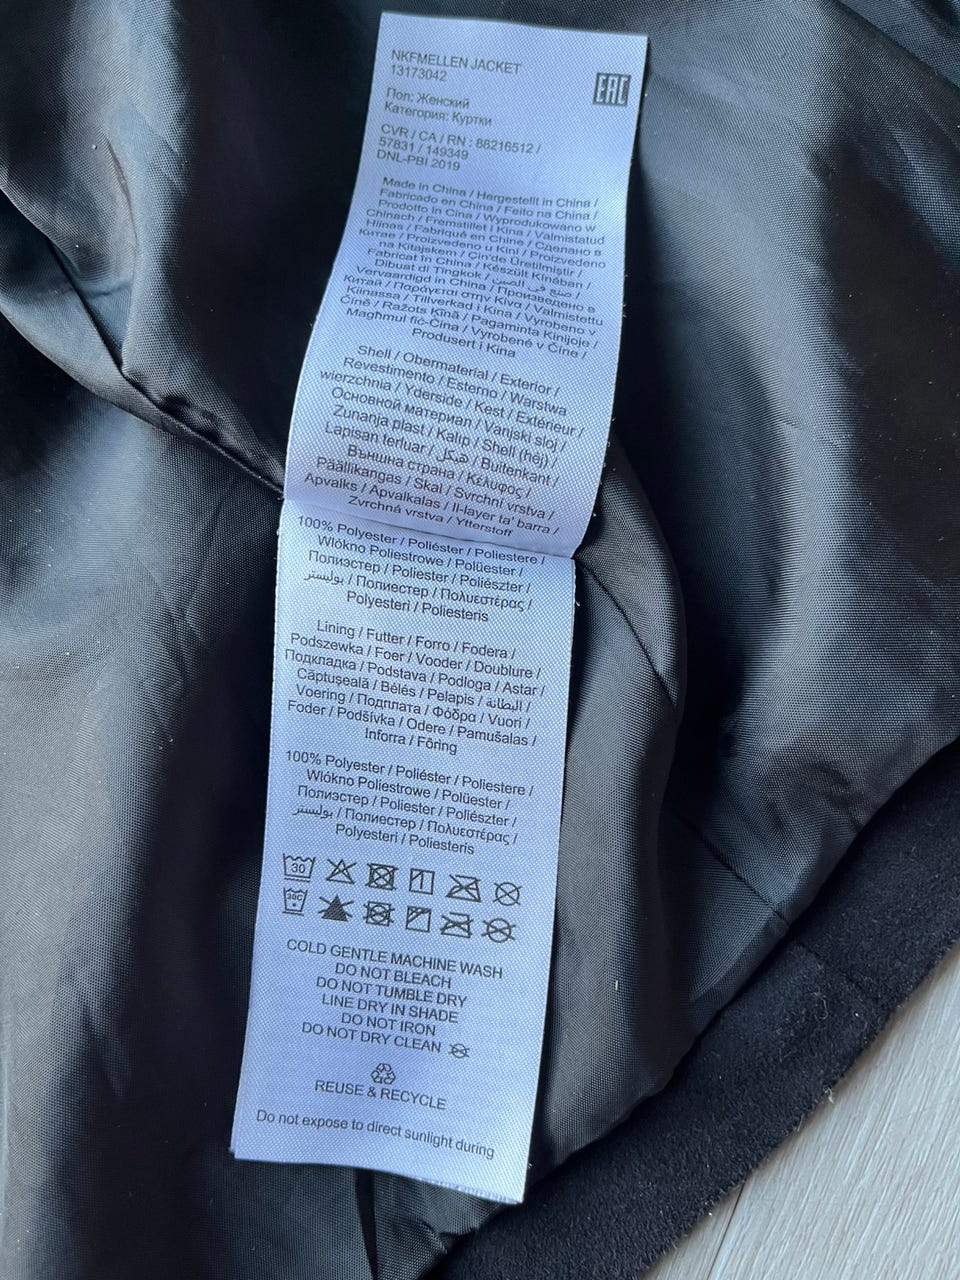 NKFMELLEN JACKET
13173042
EAC
Пол: Женский
Категория: Куртки
CVR / CA / RN : 86216512 /
57831 / 149349
DNL-PBI 2019
Made in China / Hergestellt in China /
Fabricado en China / Feito na China /
Prodotto in Cina / Wyprodukowano w
Chinach / Fremstillet i Kina / Valmistatud
Hiinas / Fabriqué en Chine / Сделано в
Китае / Proizvedeno u Kini / Proizvedeno
na Kitajskem / Çin'de Üretilmiştir /
Fabricat în China / Készült Kínában /
Dibuat di Tingkok / صنع في الصين /
Vervaardigd in China / Произведено в
Китай / Παράγεται στην Κίνα / Valmistettu
Kiinassa / Tillverkad i Kina / Vyrobeno v
Číně / Ražots Ķīnā / Pagaminta Kinijoje /
Magħmul fiċ-Ċina / Vyrobené v Číne /
Produsert i Kina
Shell / Obermaterial / Exterior /
Revestimento / Esterno / Warstwa
wierzchnia / Yderside / Kest / Extérieur /
Основной материал / Vanjski sloj /
Zunanja plast / Kalıp / Shell (héj) /
Lapisan terluar / هيكل / Buitenkant /
Външна страна / Κέλυφος /
Päällikangas / Skal / Svrchní vrstva /
Apvalks / Apvalkalas / Il-layer ta' barra /
Zvrchná vrstva / Ytterstoff
100% Polyester / Poliéster / Poliestere /
Wlókno Poliestrowe / Polüester /
Полиэстер / Poliester / Poliészter /
بوليستر / Полиестер / Πολυεστέρας /
Polyesteri / Poliesteris
Lining / Futter / Forro / Fodera /
Podszewka / Foer / Vooder / Doublure /
Подкладка / Podstava / Podloga / Astar /
Căptușeală / Bélés / Pelapis / البطانة /
Voering / Подплата / Φόδρα / Vuori /
Foder / Podšívka / Odere / Pamušalas /
Inforra / Fôring
100% Polyester / Poliéster / Poliestere /
Wlókno Poliestrowe / Polüester /
Полиэстер / Poliester / Poliészter /
بوليستر / Полиестер / Πολυεστέρας /
Polyesteri / Poliesteris
30
30C
COLD GENTLE MACHINE WASH
DO NOT BLEACH
DO NOT TUMBLE DRY
LINE DRY IN SHADE
DO NOT IRON
DO NOT DRY CLEAN
REUSE & RECYCLE
Do not expose to direct sunlight during